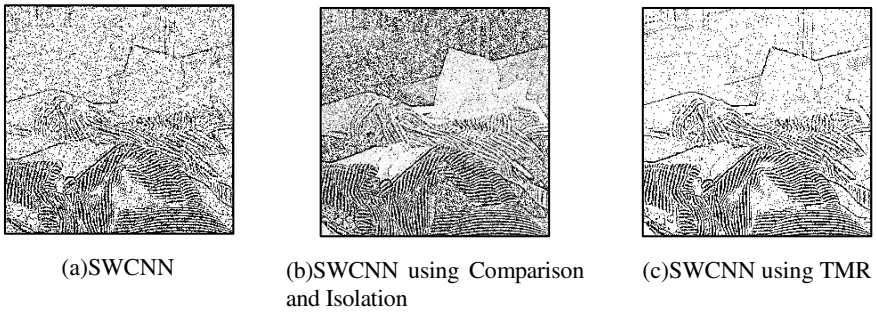 (a)SWCNN
(b)SWCNN using Comparison
and Isolation
(c)SWCNN using TMR